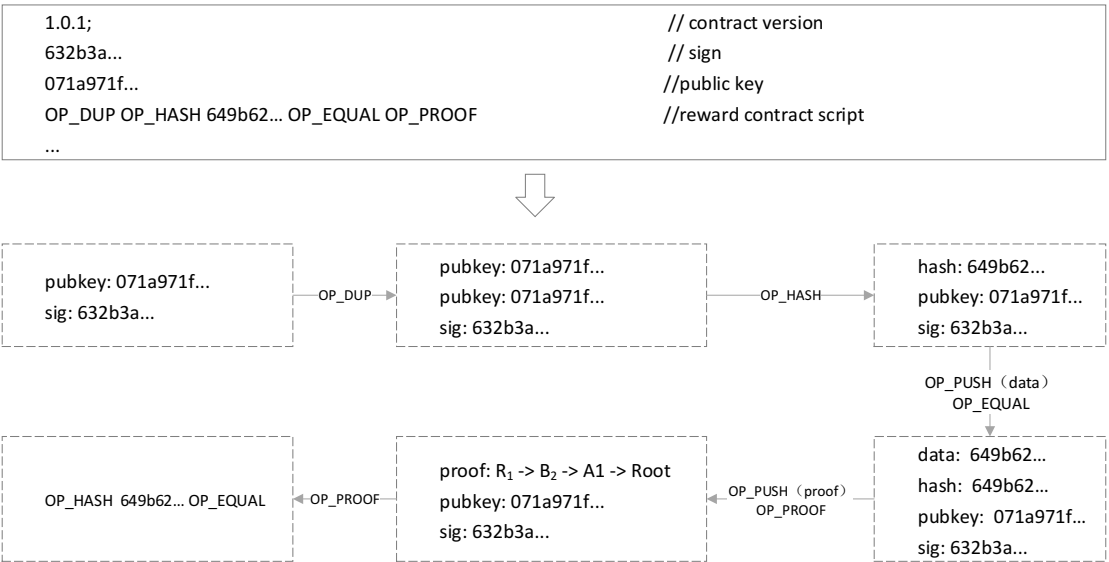 1.0.1; // contract version
632b3a... // sign
071a971f... //public key
OP_DUP OP_HASH 649b62... OP_EQUAL OP_PROOF //reward contract script
...
pubkey: 071a971f...
sig: 632b3a...
OP_DUP
pubkey: 071a971f...
pubkey: 071a971f...
sig: 632b3a...
OP_HASH
hash: 649b62...
pubkey: 071a971f...
sig: 632b3a...
OP_PUSH（data）
OP_EQUAL
data: 649b62...
hash: 649b62...
pubkey: 071a971f...
sig: 632b3a...
OP_PUSH（proof）
OP_PROOF
proof: R₁ -> B₂ -> A1 -> Root
pubkey: 071a971f...
sig: 632b3a...
OP_PROOF
OP_HASH 649b62... OP_EQUAL